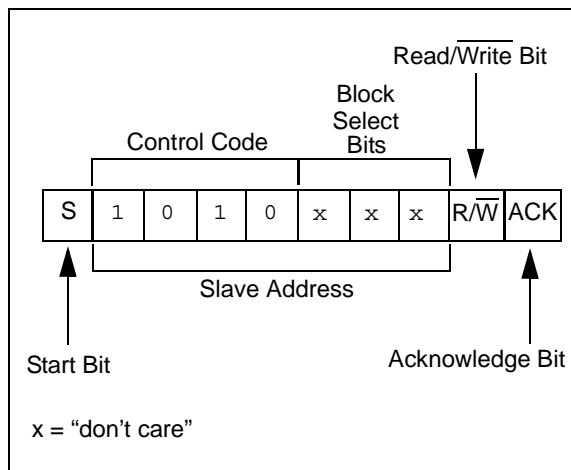 Read/Write Bit
Block
Select
Bits
Control Code
S 1 0 1 0 x x x R/W ACK
Slave Address
Start Bit
Acknowledge Bit
x = “don’t care”